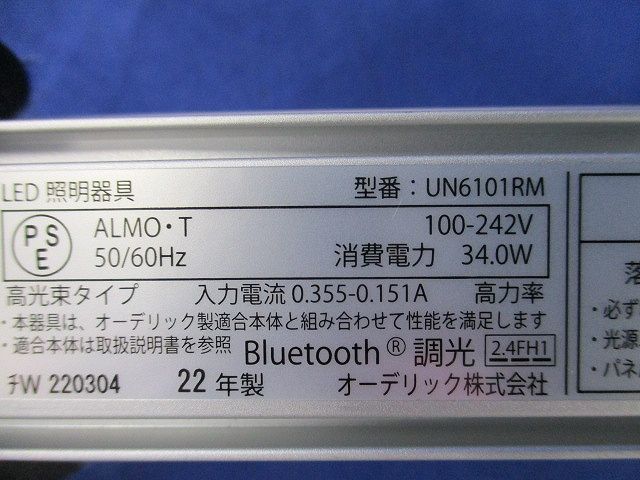 LED 照明器具 型番：UN6101RM
PSE ALMO・T 100-242V
50/60Hz 消費電力 34.0W
高光束タイプ 入力電流 0.355-0.151A 高力率
・本器具は、オーデリック製適合本体と組み合わせて性能を満足します
・適合本体は取扱説明書を参照 Bluetooth® 調光 2.4FH1
チW 220304 22年製 オーデリック株式会社
落
・必ず
・光源
・パネ